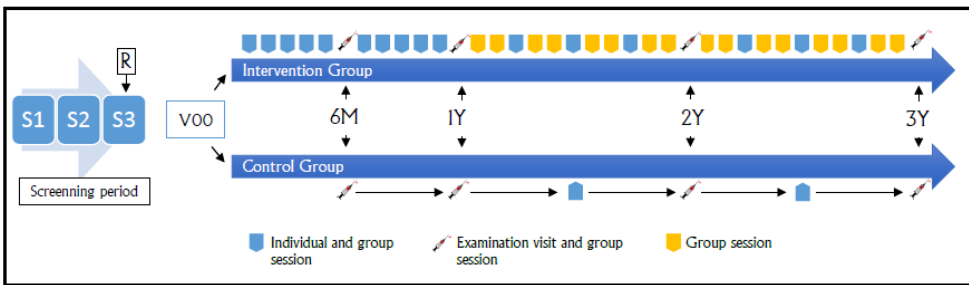 R
Intervention Group
S1 S2 S3
V00
6M 1Y 2Y 3Y
Control Group
Screenning period
Individual and group session
Examination visit and group session
Group session